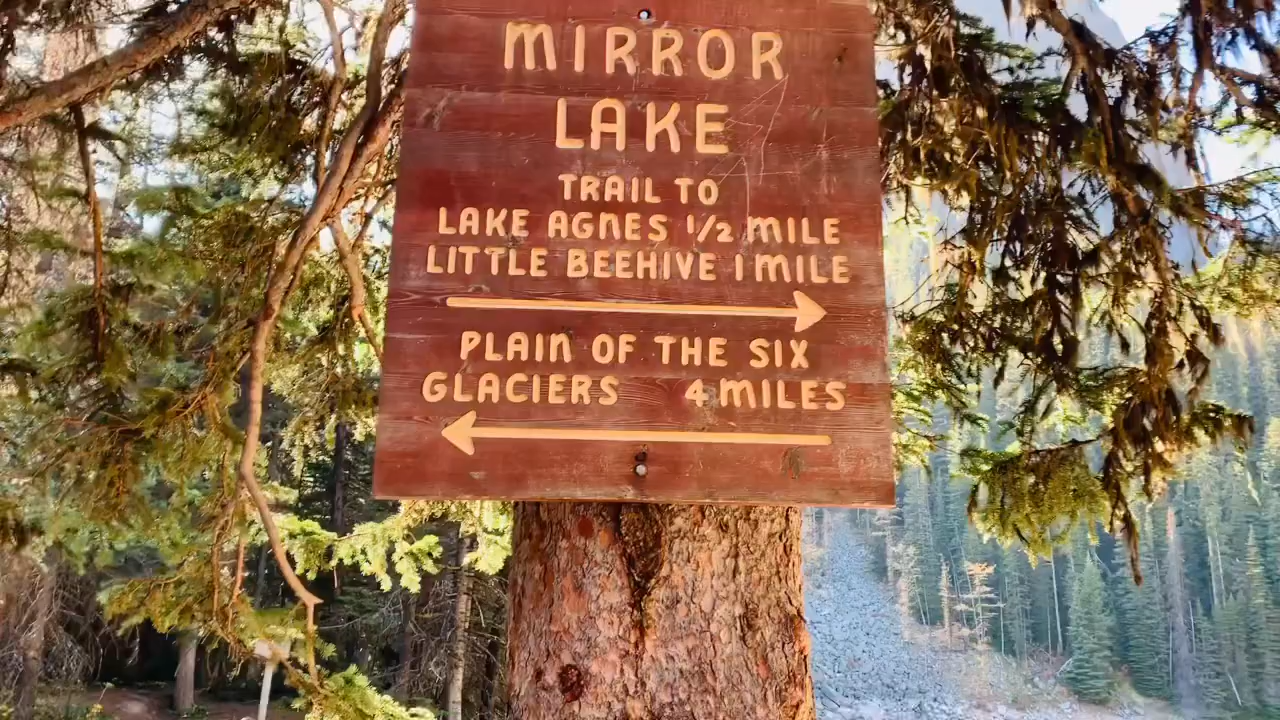 MIRROR
LAKE
TRAIL TO
LAKE AGNES 1/2 MILE
LITTLE BEEHIVE 1 MILE
PLAIN OF THE SIX
GLACIERS 4 MILES